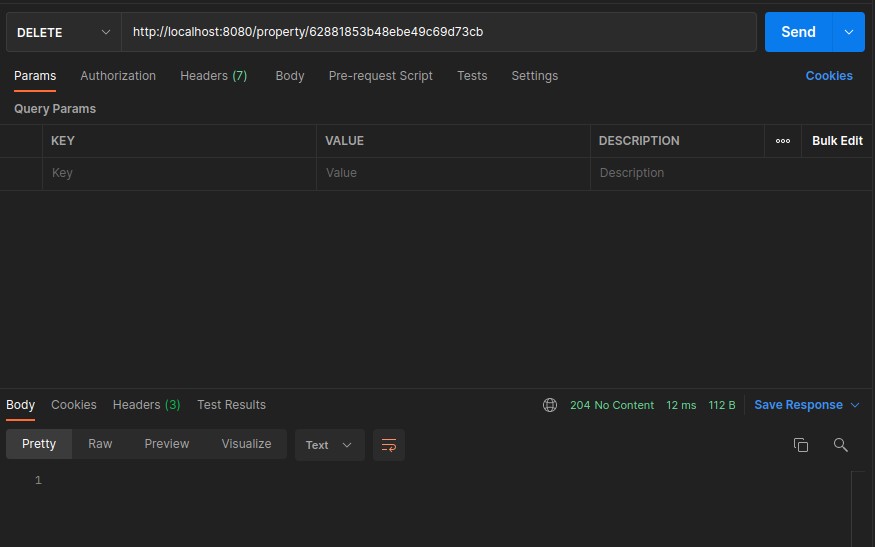 DELETE http://localhost:8080/property/62881853b48ebe49c69d73cb Send
Params Authorization Headers (7) Body Pre-request Script Tests Settings Cookies
Query Params
KEY VALUE DESCRIPTION ooo Bulk Edit
Key Value Description
Body Cookies Headers (3) Test Results 204 No Content 12 ms 112 B Save Response
Pretty Raw Preview Visualize Text
1